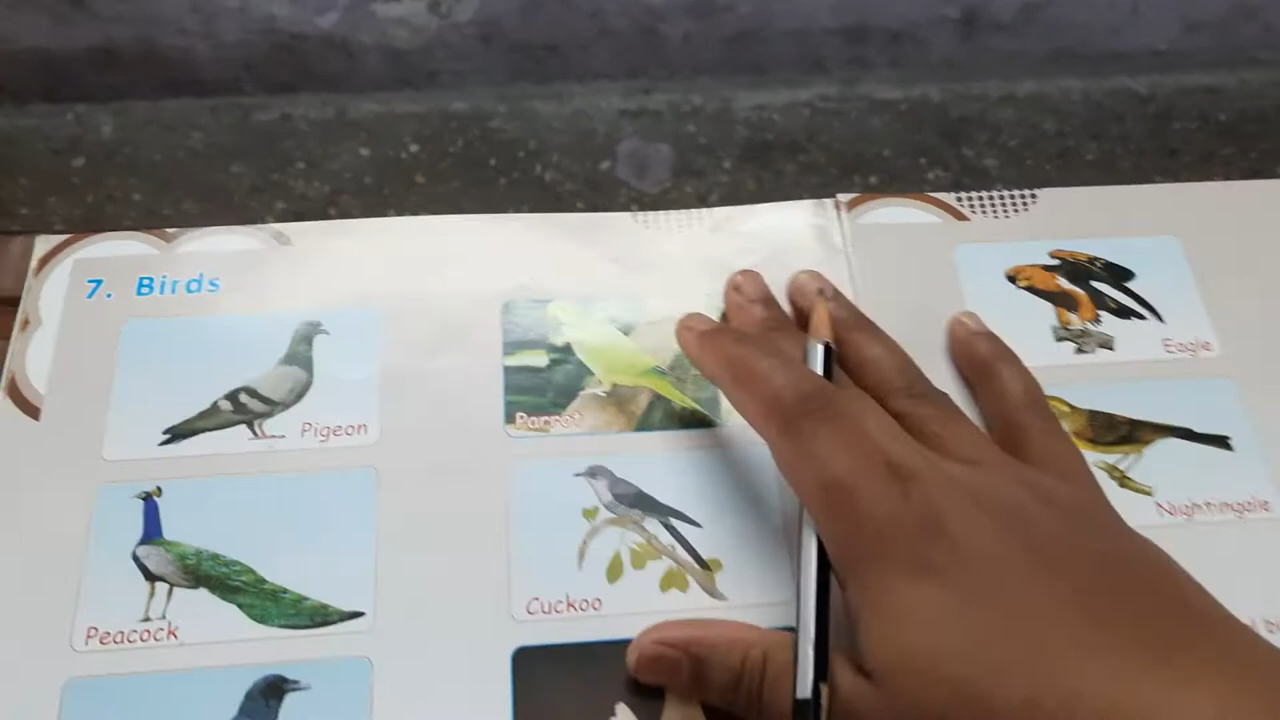 7. Birds
Pigeon
Parrot
Eagle
Peacock
Cuckoo
Nightingale